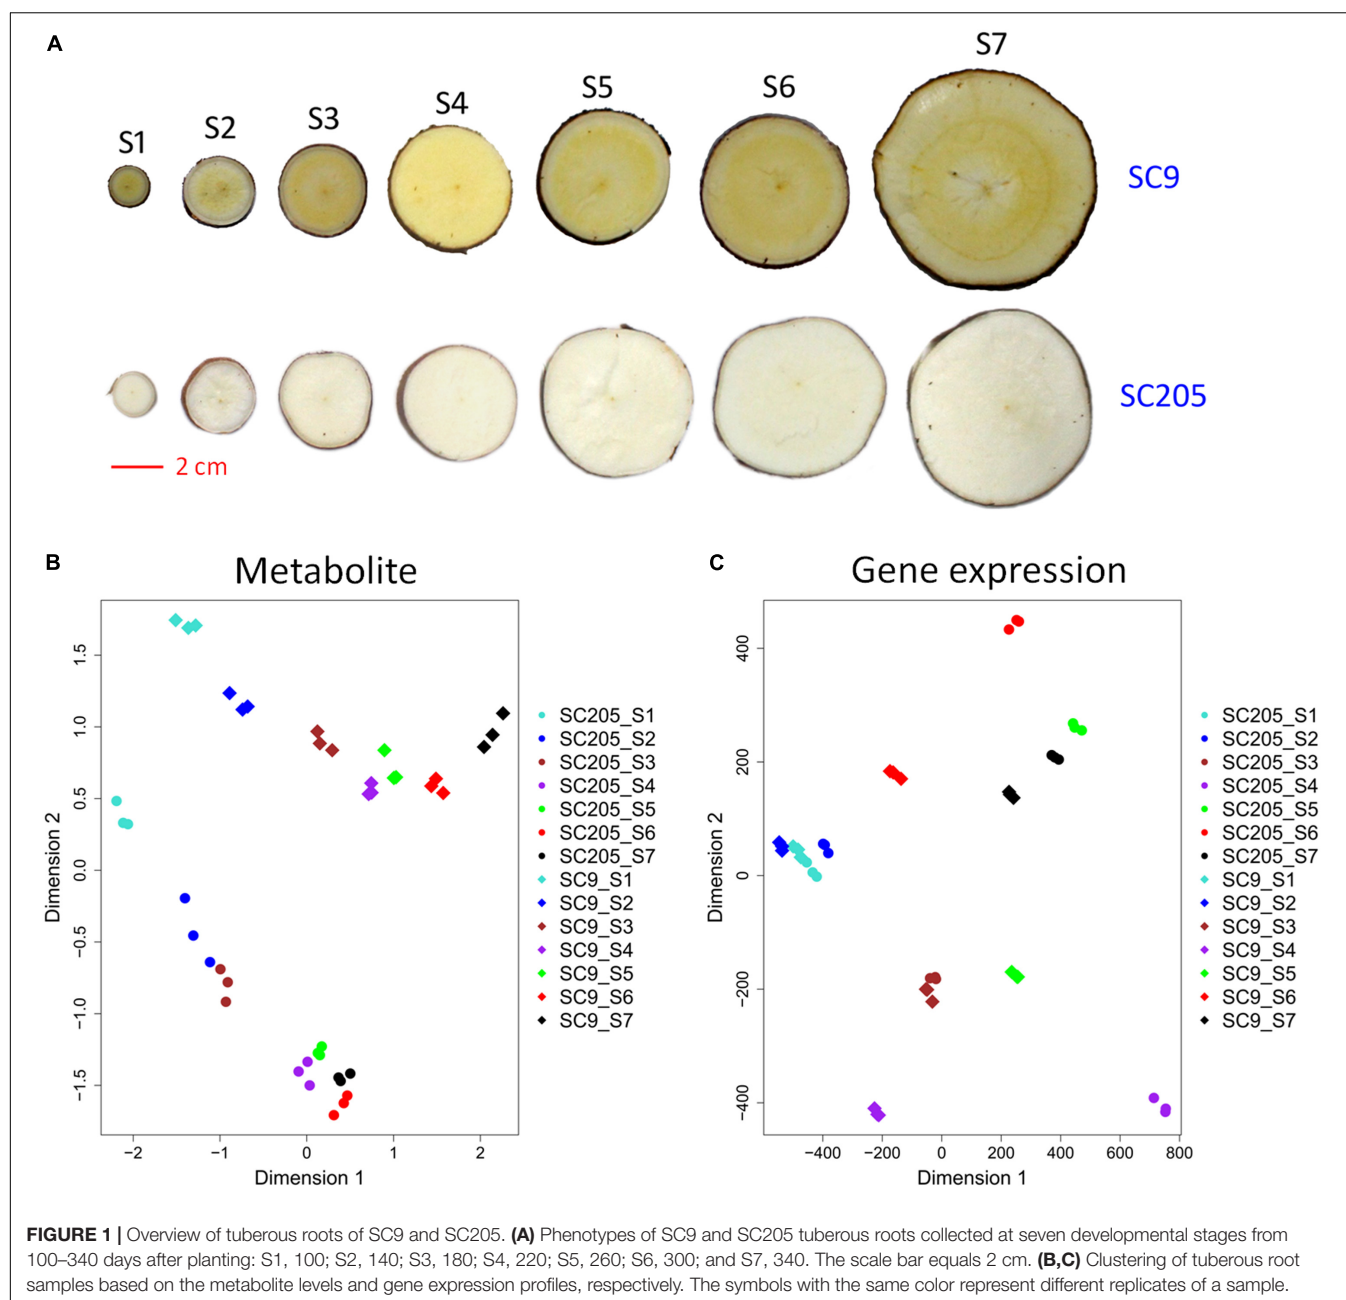 A
S1
S2
S3
S4
S5
S6
S7
SC9
SC205
2 cm
B
Metabolite
1.5
1.0
0.5
0.0
−0.5
−1.0
−1.5
Dimension 2
−2
−1
0
1
2
Dimension 1
SC205_S1
SC205_S2
SC205_S3
SC205_S4
SC205_S5
SC205_S6
SC205_S7
SC9_S1
SC9_S2
SC9_S3
SC9_S4
SC9_S5
SC9_S6
SC9_S7
C
Gene expression
400
200
0
−200
−400
Dimension 2
−400
−200
0
200
400
600
800
Dimension 1
SC205_S1
SC205_S2
SC205_S3
SC205_S4
SC205_S5
SC205_S6
SC205_S7
SC9_S1
SC9_S2
SC9_S3
SC9_S4
SC9_S5
SC9_S6
SC9_S7
FIGURE 1 | Overview of tuberous roots of SC9 and SC205. (A) Phenotypes of SC9 and SC205 tuberous roots collected at seven developmental stages from
100–340 days after planting: S1, 100; S2, 140; S3, 180; S4, 220; S5, 260; S6, 300; and S7, 340. The scale bar equals 2 cm. (B,C) Clustering of tuberous root
samples based on the metabolite levels and gene expression profiles, respectively. The symbols with the same color represent different replicates of a sample.